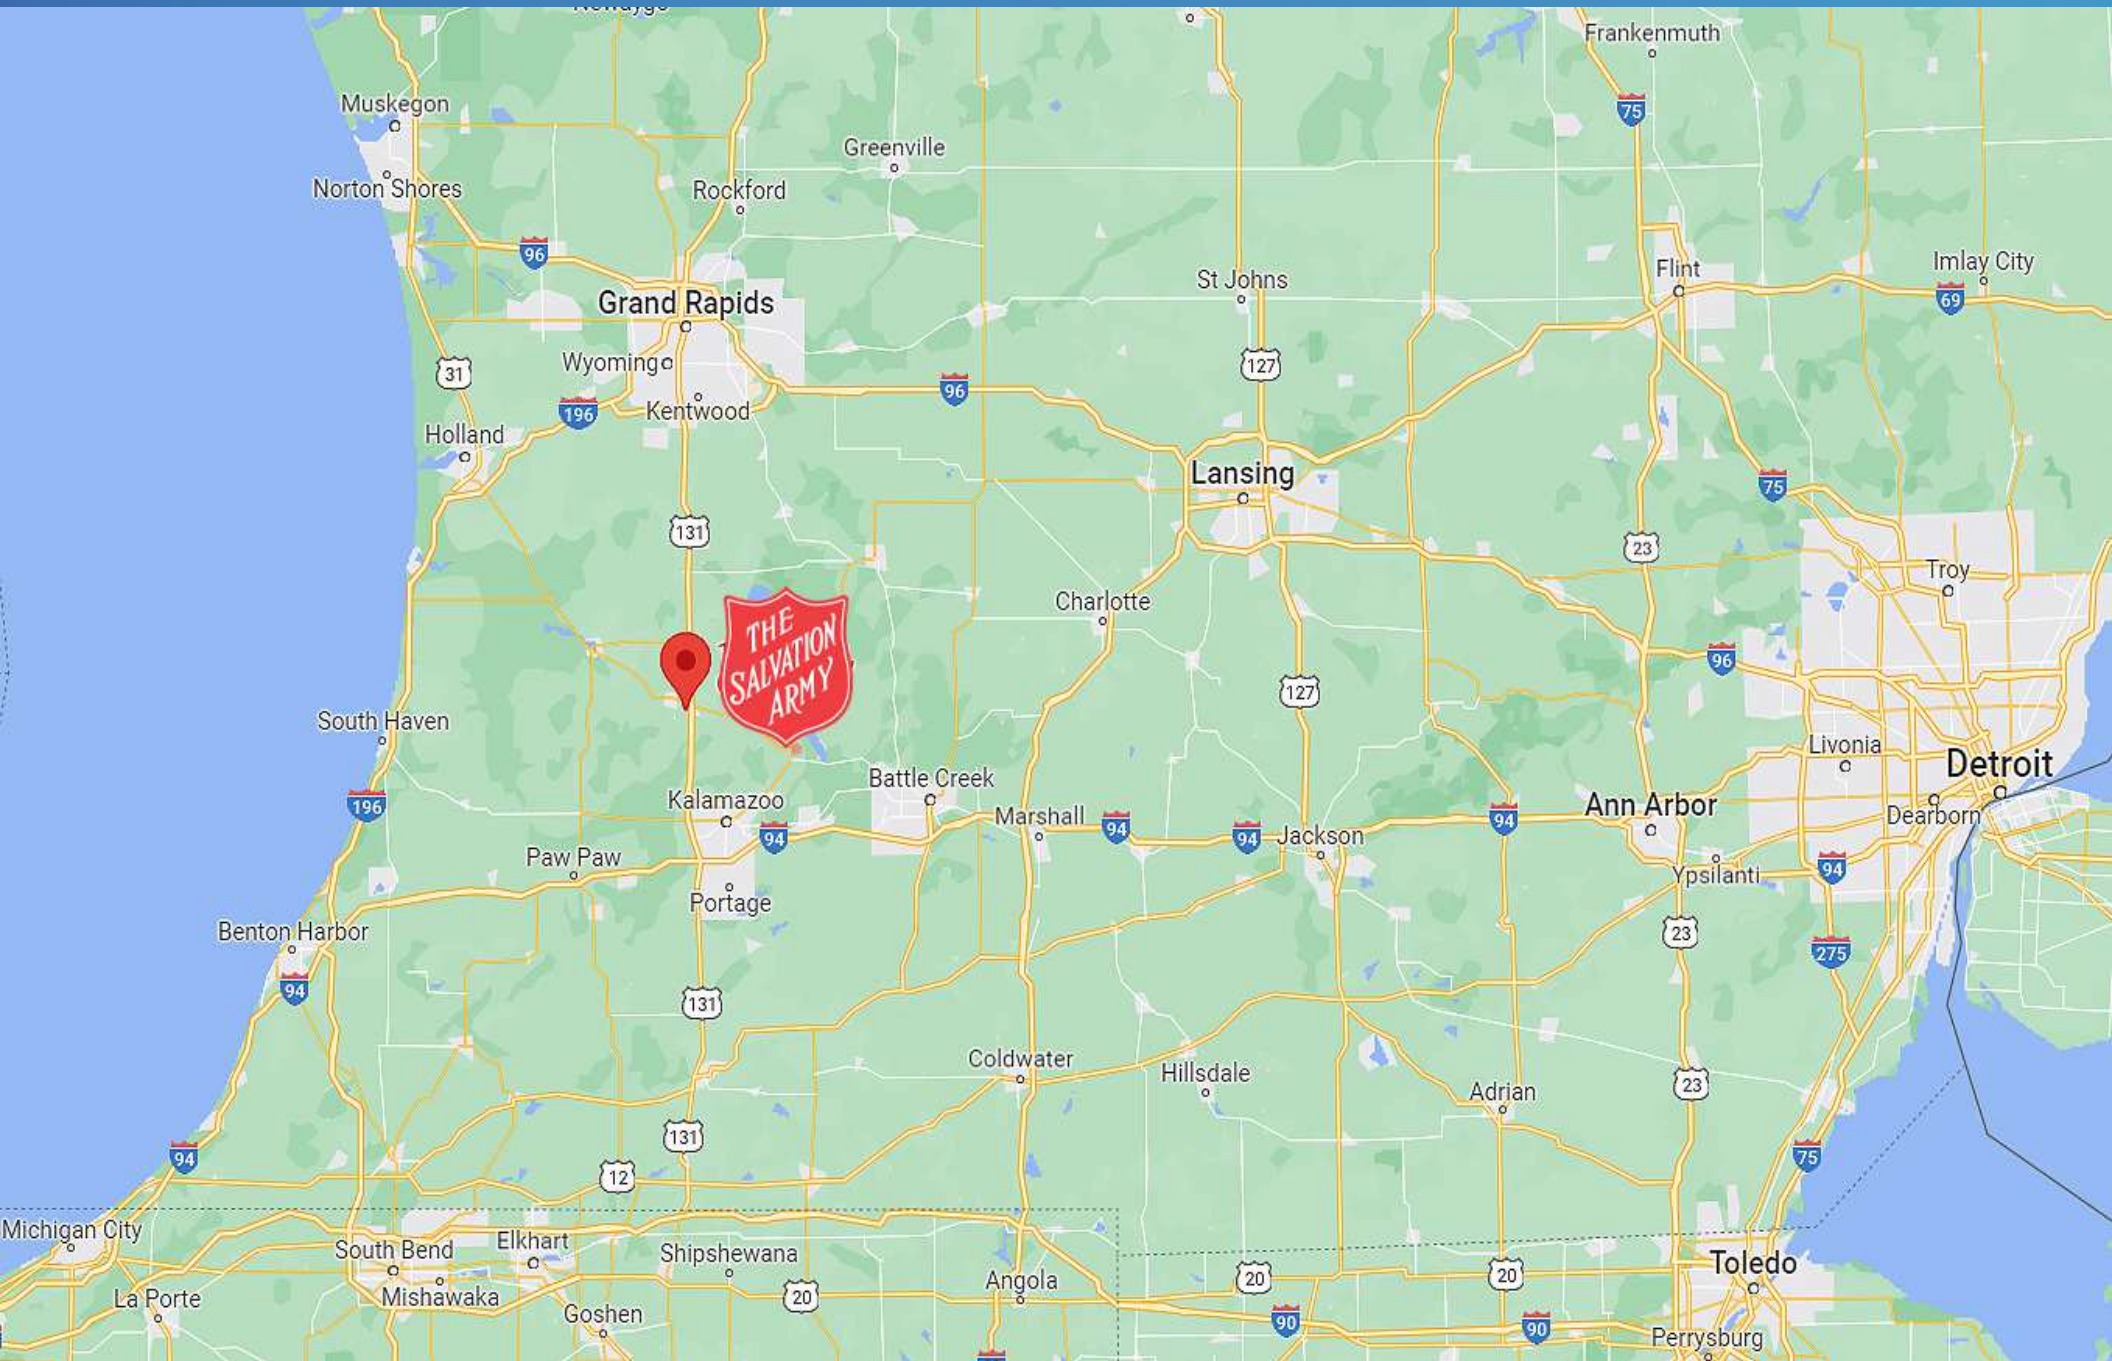 Frankenmuth
75
Muskegon
Greenville
Norton Shores
Rockford
96
Flint
Imlay City
69
St Johns
Grand Rapids
Wyoming
31
127
96
196
Kentwood
Holland
Lansing
75
131
23
Troy
Charlotte
THE
SALVATION
ARMY
96
127
South Haven
Livonia
Detroit
Battle Creek
Kalamazoo
196
Marshall
94
94
94
Jackson
94
Ann Arbor
Dearborn
Paw Paw
Ypsilanti
94
Portage
Benton Harbor
23
275
94
131
Coldwater
Hillsdale
Adrian
23
131
94
12
75
Michigan City
South Bend
Elkhart
Shipshewana
Toledo
Angola
20
20
20
La Porte
Mishawaka
Goshen
90
90
Perrysburg